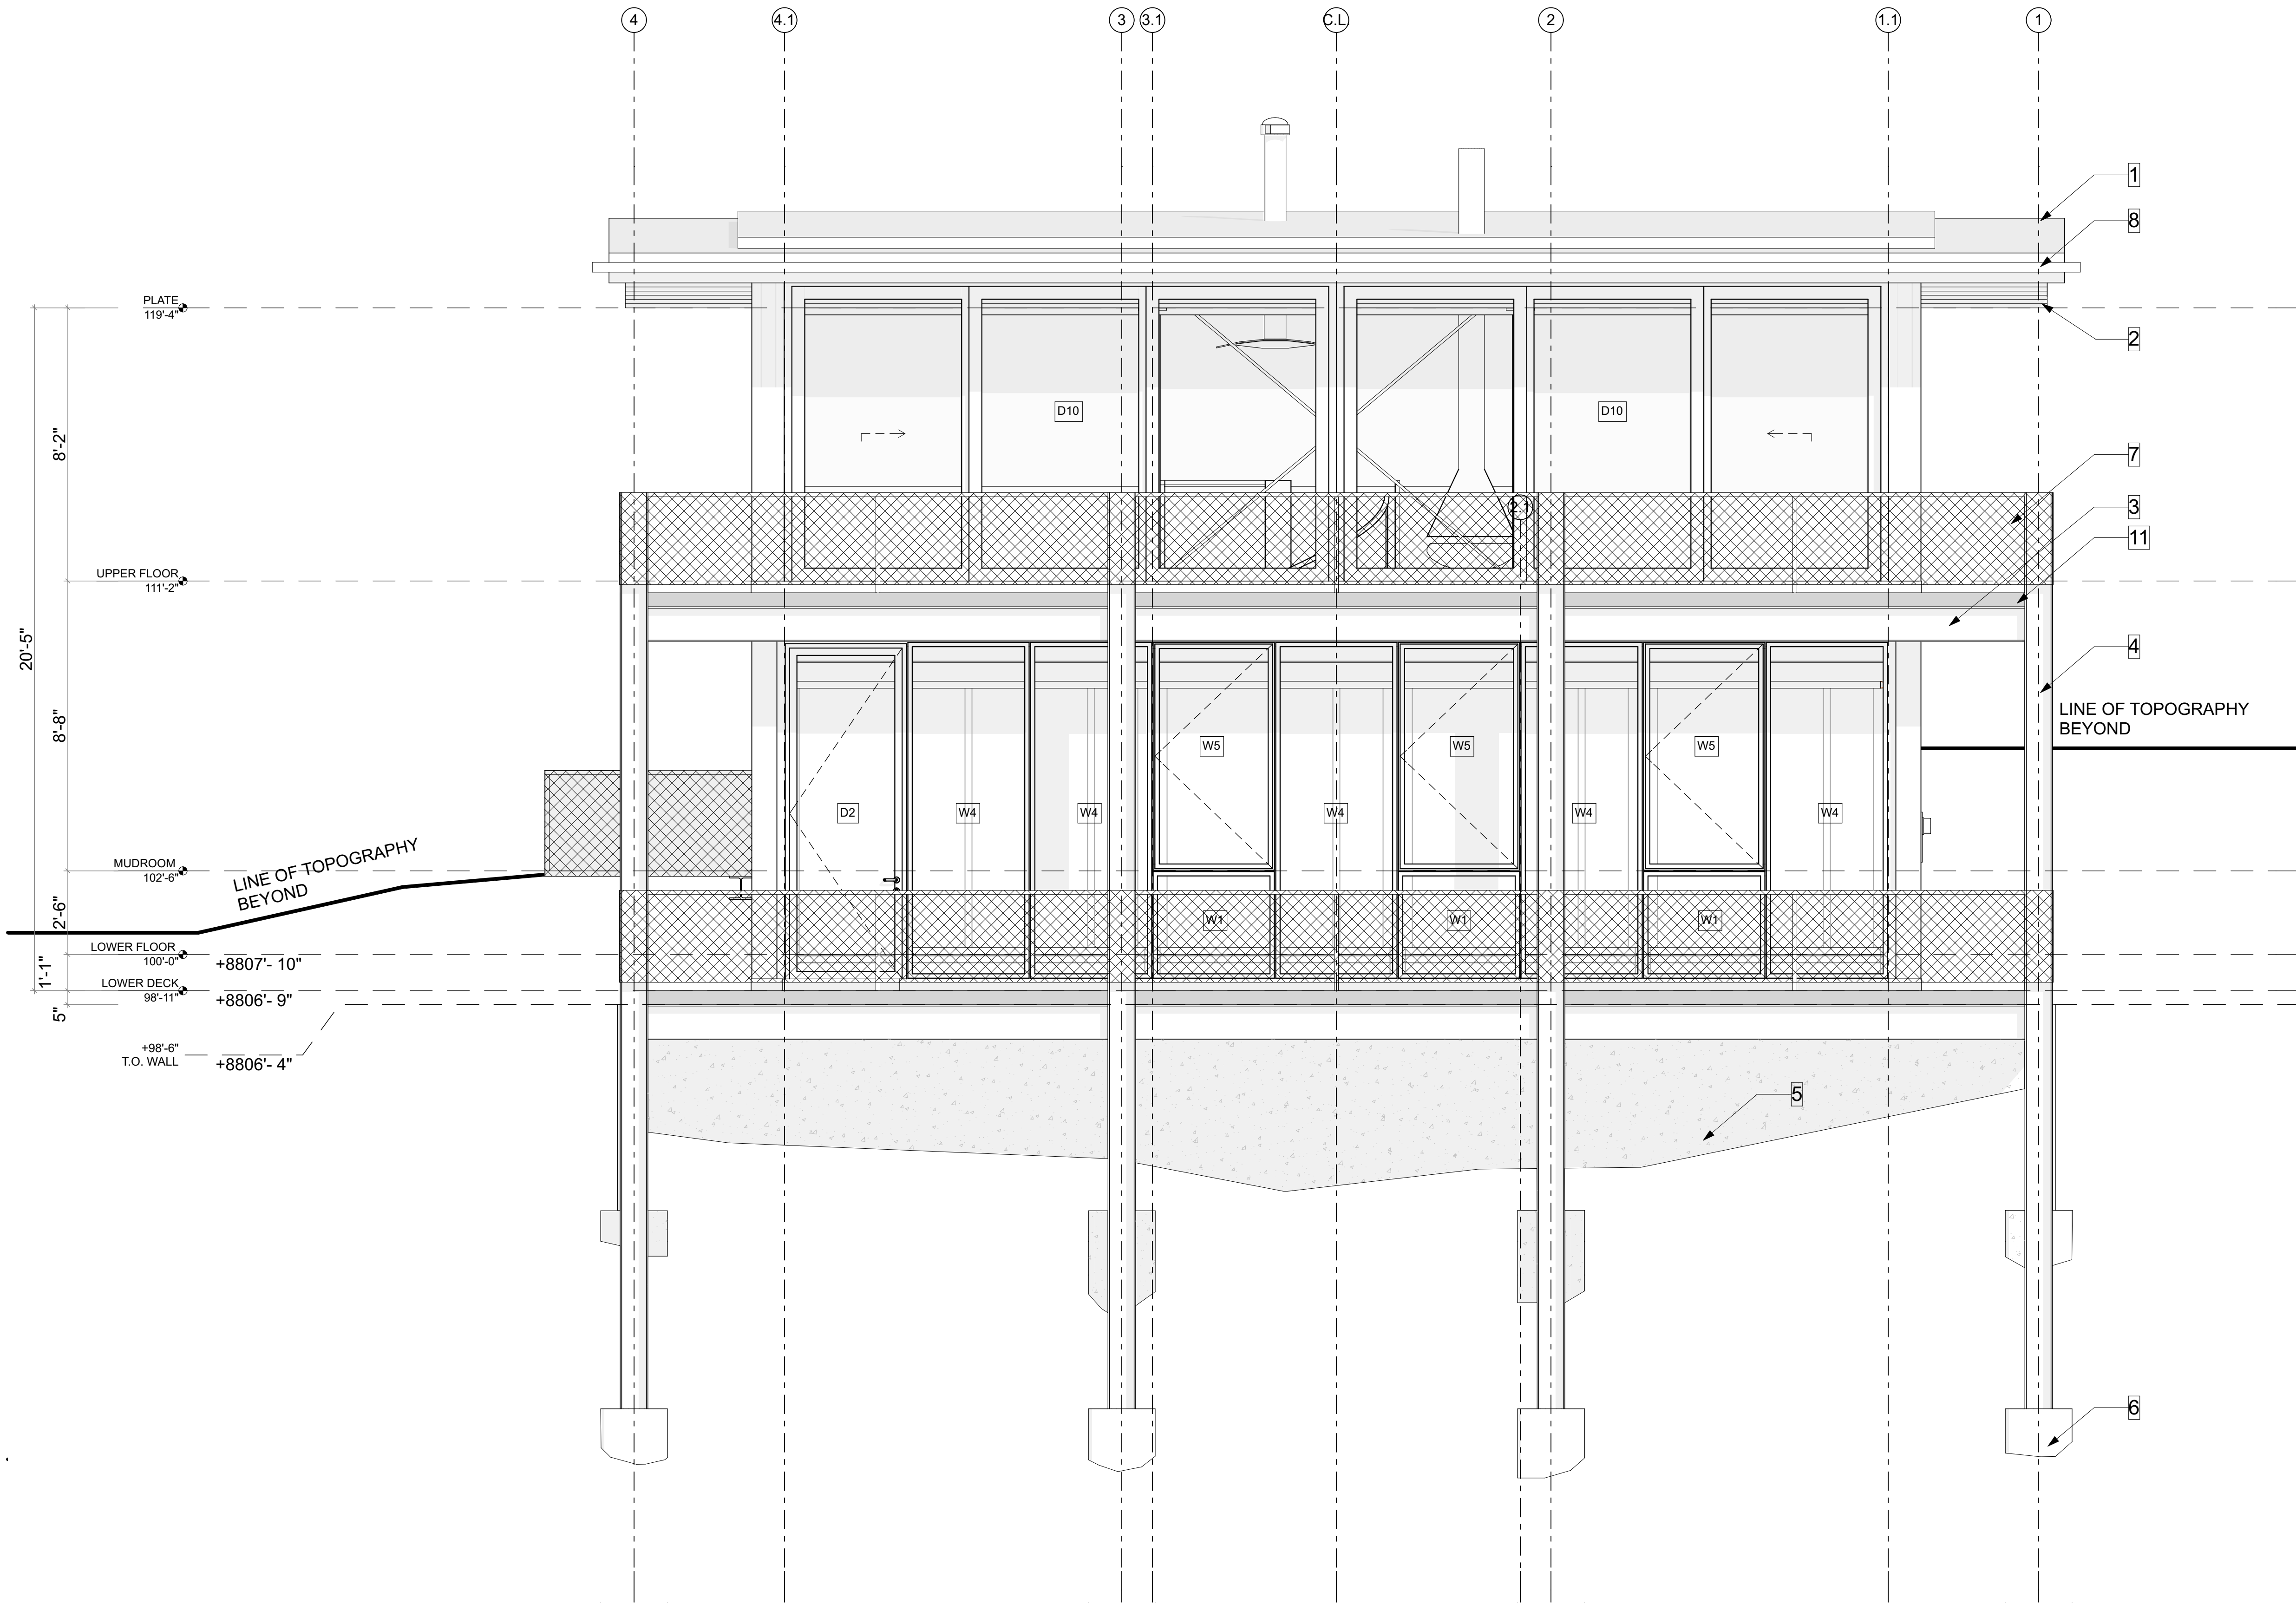 4 4.1 3 3.1 C.L. 2 1.1 1
1
8
PLATE
119'-4"
2
8'-2"
D10 D10
7
3
2.1
11
UPPER FLOOR
111'-2"
20'-5"
4
8'-8"
LINE OF TOPOGRAPHY
BEYOND
W5 W5 W5
D2 W4 W4 W4 W4 W4
LINE OF TOPOGRAPHY
BEYOND
MUDROOM
102'-6"
2'-6"
W1 W1 W1
LOWER FLOOR
100'-0" +8807'- 10"
1'-1"
LOWER DECK
98'-11" +8806'- 9"
5"
+98'-6"
T.O. WALL +8806'- 4"
5
6